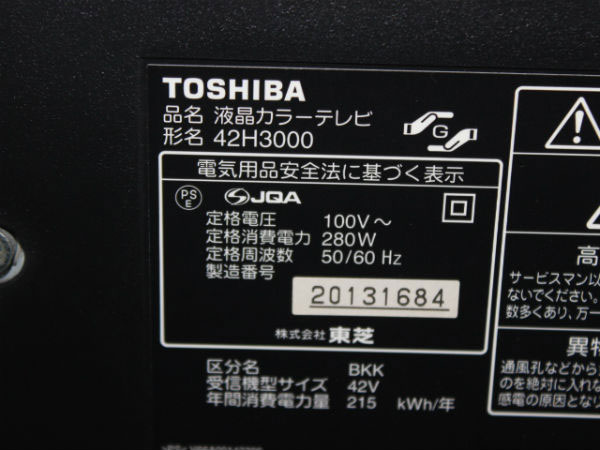 TOSHIBA
品名 液晶カラーテレビ
形名 42H3000
G
電気用品安全法に基づく表示
PS
E
JQA
定格電圧 100V～
定格消費電力 280W
定格周波数 50/60 Hz
製造番号
20131684
株式会社 東芝
区分名 BKK
受信機型サイズ 42V
年間消費電力量 215 kWh/年
高
サービスマン以
ないでください。
数多くあり、万一
異物
通風孔などから
のを絶対に入れな
感電の原因となり